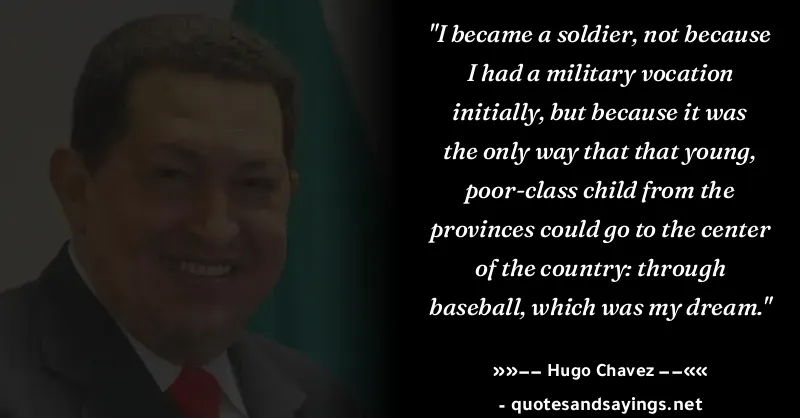 "I became a soldier, not because
I had a military vocation
initially, but because it was
the only way that that young,
poor-class child from the
provinces could go to the center
of the country: through
baseball, which was my dream."
»»−− Hugo Chavez −−««
- quotesandsayings.net